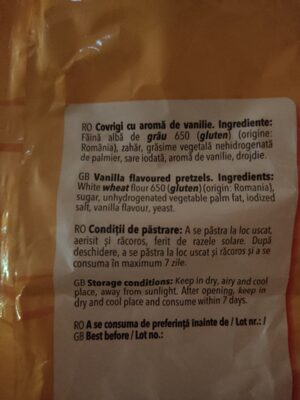 RO Covrigi cu aromă de vanilie. Ingrediente:
Făină albă de grâu 650 (gluten) (origine:
România), zahăr, grăsime vegetală nehidrogenată
de palmier, sare iodată, aromă de vanilie, drojdie.
GB Vanilla flavoured pretzels. Ingredients:
White wheat flour 650 (gluten) (origin: Romania),
sugar, unhydrogenated vegetable palm fat, iodized
salt, vanilla flavour, yeast.
RO Condiții de păstrare: A se păstra la loc uscat,
aerisit și răcoros, ferit de razele solare. După
deschidere, a se păstra la loc uscat și răcoros și a se
consuma în maximum 7 zile.
GB Storage conditions: Keep in dry, airy and cool
place, away from sunlight. After opening, keep in
dry and cool place and consume within 7 days.
RO A se consuma de preferință înainte de / Lot nr.: /
GB Best before / Lot no.: